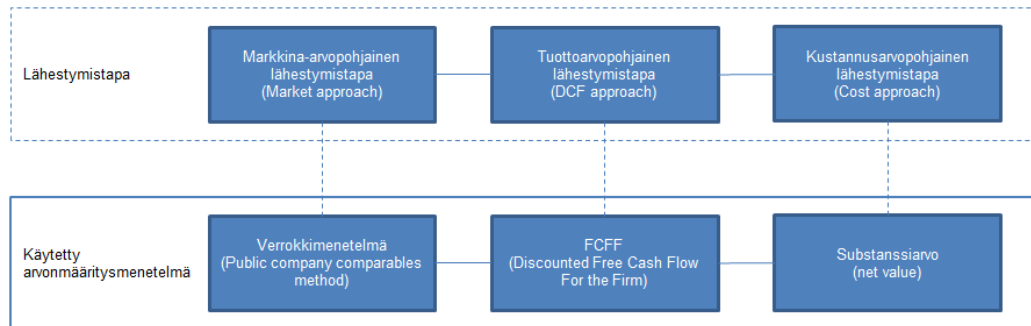 Lähestymistapa
Markkina-arvopohjainen
lähestymistapa
(Market approach)
Tuottoarvopohjainen
lähestymistapa
(DCF approach)
Kustannusarvopohjainen
lähestymistapa
(Cost approach)
Käytetty
arvonmääritysmenetelmä
Verrokkimenetelmä
(Public company comparables
method)
FCFF
(Discounted Free Cash Flow
For the Firm)
Substanssiarvo
(net value)